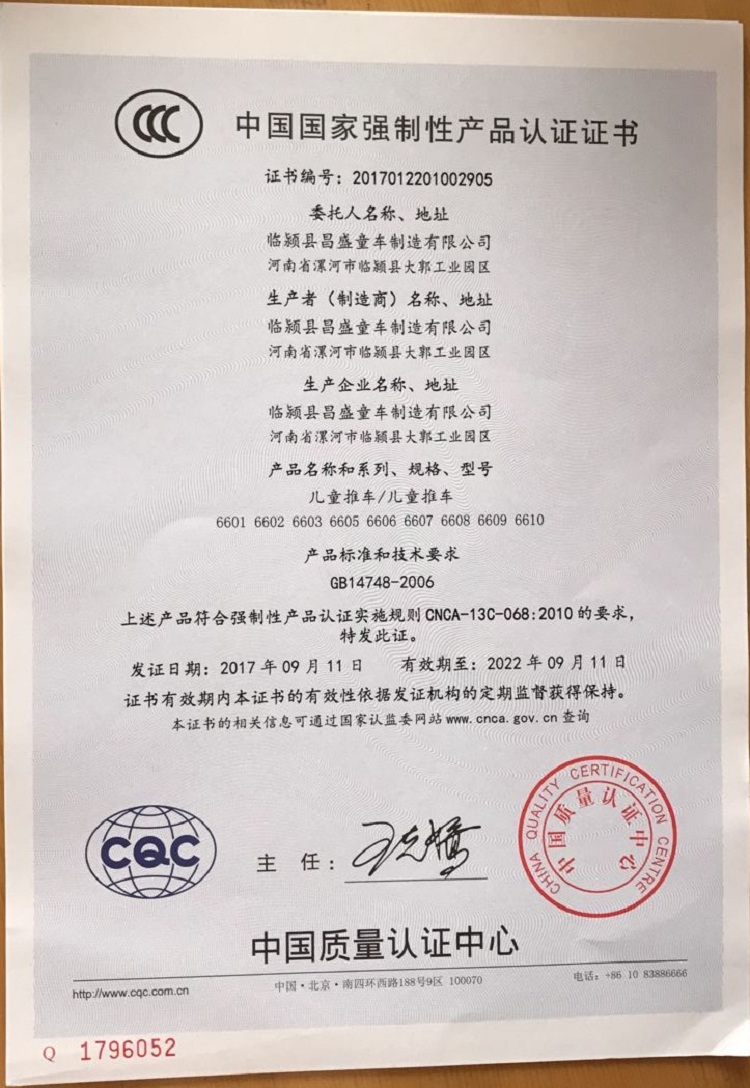 CCC
中国国家强制性产品认证证书
证书编号：2017012201002905
委托人名称、地址
临颍县昌盛童车制造有限公司
河南省漯河市临颍县大郭工业园区
生产者（制造商）名称、地址
临颍县昌盛童车制造有限公司
河南省漯河市临颍县大郭工业园区
生产企业名称、地址
临颍县昌盛童车制造有限公司
河南省漯河市临颍县大郭工业园区
产品名称和系列、规格、型号
儿童推车/儿童推车
6601 6602 6603 6605 6606 6607 6608 6609 6610
产品标准和技术要求
GB14748-2006
上述产品符合强制性产品认证实施规则 CNCA-13C-068:2010 的要求，
特发此证。
发证日期：2017 年 09 月 11 日 有效期至：2022 年 09 月 11 日
证书有效期内本证书的有效性依据发证机构的定期监督获得保持。
本证书的相关信息可通过国家认监委网站 www.cnca.gov.cn 查询
CQC
主 任：
CHINA QUALITY CERTIFICATION CENTRE
中国质量认证中心
中国质量认证中心
http://www.cqc.com.cn
中国·北京·南四环西路188号9区 100070
电话：+86 10 83886666
Q 1796052